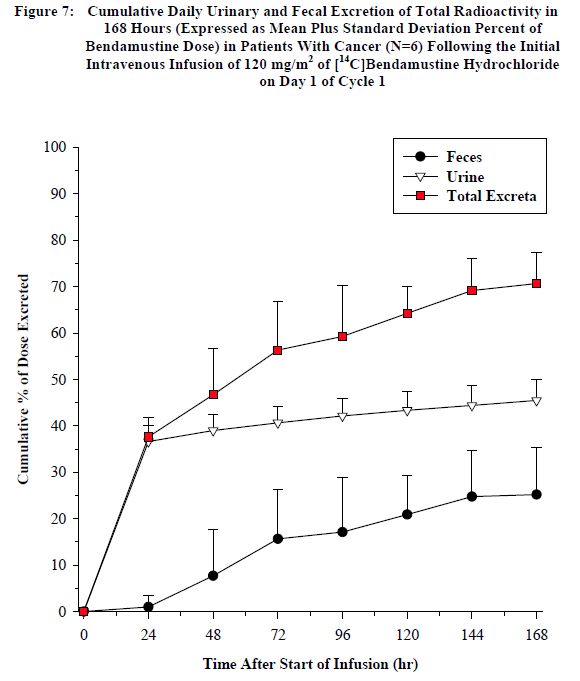 Figure 7: Cumulative Daily Urinary and Fecal Excretion of Total Radioactivity in
168 Hours (Expressed as Mean Plus Standard Deviation Percent of
Bendamustine Dose) in Patients With Cancer (N=6) Following the Initial
Intravenous Infusion of 120 mg/m² of [¹⁴C]Bendamustine Hydrochloride
on Day 1 of Cycle 1
Feces
Urine
Total Excreta
Cumulative % of Dose Excreted
100
90
80
70
60
50
40
30
20
10
0
0 24 48 72 96 120 144 168
Time After Start of Infusion (hr)